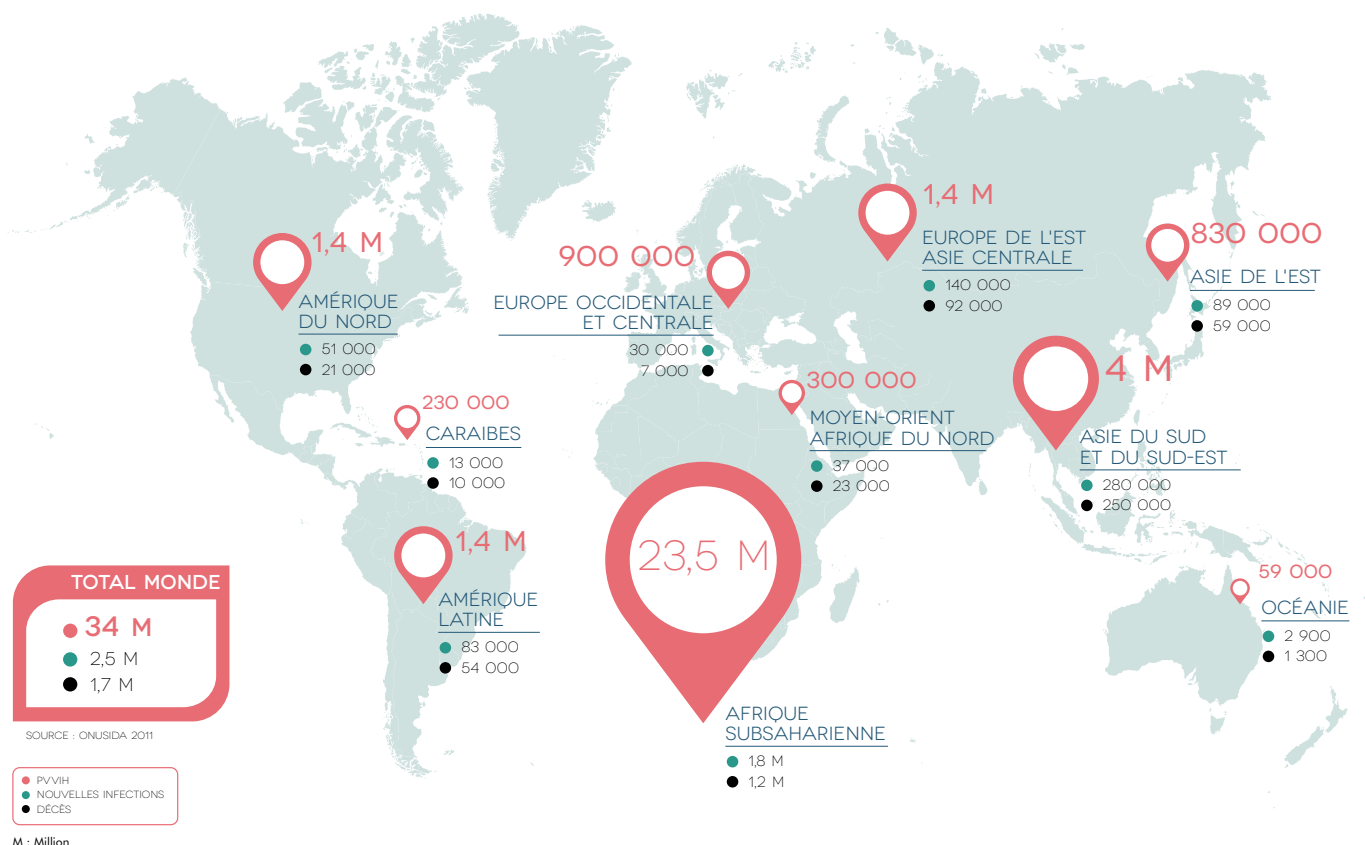 1,4 M
AMÉRIQUE
DU NORD
51 000
21 000
230 000
CARAIBES
13 000
10 000
1,4 M
AMÉRIQUE
LATINE
83 000
54 000
900 000
EUROPE OCCIDENTALE
ET CENTRALE
30 000
7 000
1,4 M
EUROPE DE L'EST
ASIE CENTRALE
140 000
92 000
830 000
ASIE DE L'EST
89 000
59 000
300 000
MOYEN-ORIENT
AFRIQUE DU NORD
37 000
23 000
4 M
ASIE DU SUD
ET DU SUD-EST
280 000
250 000
23,5 M
AFRIQUE
SUBSAHARIENNE
1,8 M
1,2 M
59 000
OCÉANIE
2 900
1 300
TOTAL MONDE
34 M
2,5 M
1,7 M
SOURCE : ONUSIDA 2011
PVVIH
NOUVELLES INFECTIONS
DÉCÈS
M : Million